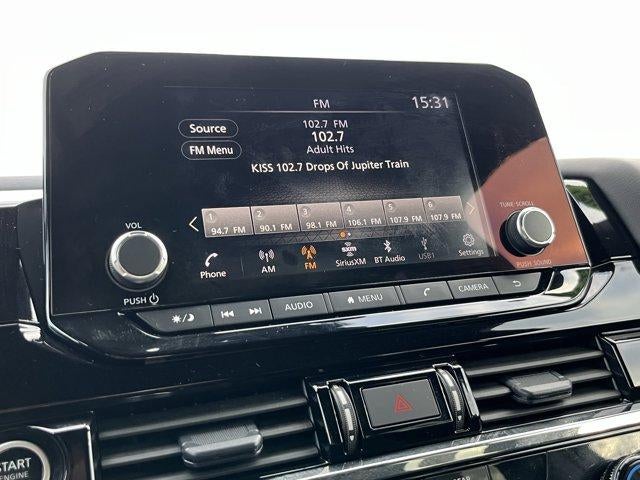 FM
15:31
Source
102.7 FM
102.7
FM Menu
Adult Hits
KISS 102.7 Drops Of Jupiter Train
1 2 3 4 5 6
94.7 FM 90.1 FM 98.1 FM 106.1 FM 107.9 FM 107.9 FM
Phone AM FM SiriusXM BT Audio USB1 Settings
sxm
VOL
PUSH
TUNE·SCROLL
PUSH SOUND
AUDIO MENU CAMERA
START
ENGINE
REAR